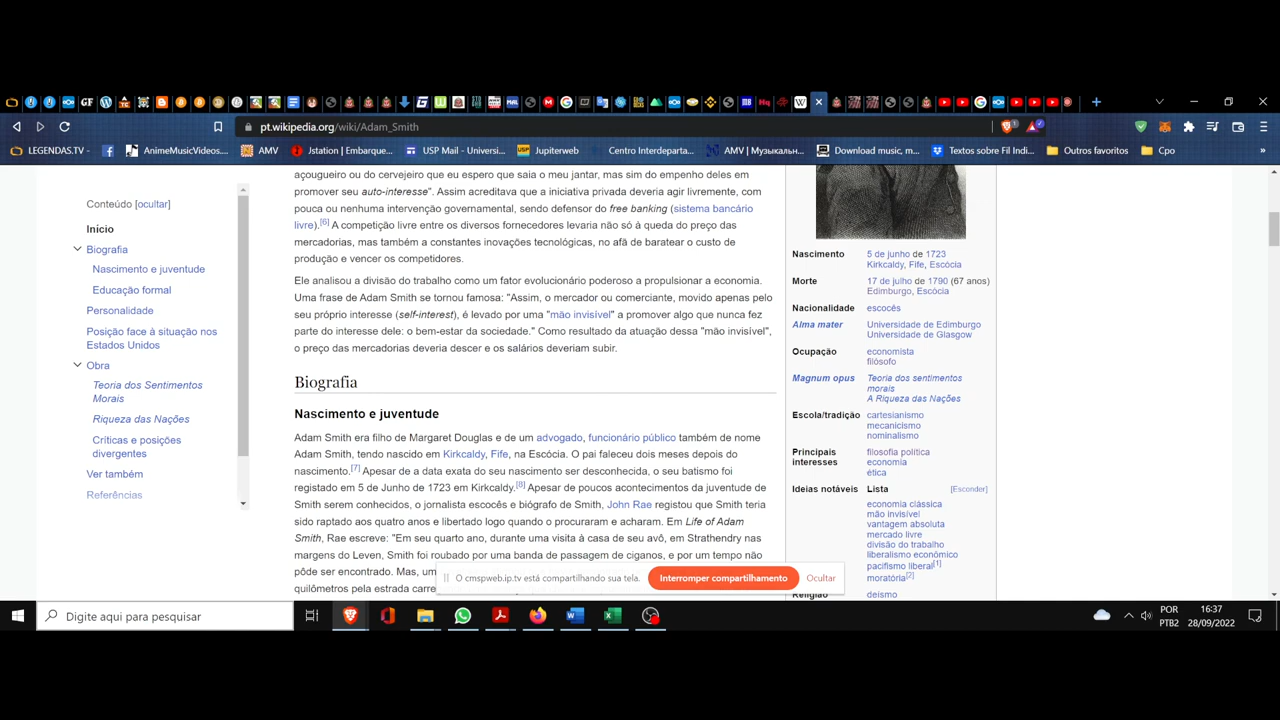 pt.wikipedia.org/wiki/Adam_Smith
LEGENDAS.TV -
AnimeMusicVideos...
AMV
Jstation | Embarque...
USP Mail - Universi...
Jupiterweb
Centro Interdeparta...
AMV | Музыкальн...
Download music, m...
Textos sobre Fil Indi...
Outros favoritos
Cpo
Conteúdo [ocultar]
Início
Biografia
Nascimento e juventude
Educação formal
Personalidade
Posição face à situação nos
Estados Unidos
Obra
Teoria dos Sentimentos
Morais
Riqueza das Nações
Críticas e posições
divergentes
Ver também
Referências
açougueiro ou do cervejeiro que eu espero que saia o meu jantar, mas sim do empenho deles em
promover seu auto-interesse". Assim acreditava que a iniciativa privada deveria agir livremente, com
pouca ou nenhuma intervenção governamental, sendo defensor do free banking (sistema bancário
livre).[6] A competição livre entre os diversos fornecedores levaria não só à queda do preço das
mercadorias, mas também a constantes inovações tecnológicas, no afã de baratear o custo de
produção e vencer os competidores.
Ele analisou a divisão do trabalho como um fator evolucionário poderoso a propulsionar a economia.
Uma frase de Adam Smith se tornou famosa: "Assim, o mercador ou comerciante, movido apenas pelo
seu próprio interesse (self-interest), é levado por uma "mão invisível" a promover algo que nunca fez
parte do interesse dele: o bem-estar da sociedade." Como resultado da atuação dessa "mão invisível",
o preço das mercadorias deveria descer e os salários deveriam subir.
Biografia
Nascimento e juventude
Adam Smith era filho de Margaret Douglas e de um advogado, funcionário público também de nome
Adam Smith, tendo nascido em Kirkcaldy, Fife, na Escócia. O pai faleceu dois meses depois do
nascimento.[7] Apesar de a data exata do seu nascimento ser desconhecida, o seu batismo foi
registado em 5 de Junho de 1723 em Kirkcaldy.[8] Apesar de poucos acontecimentos da juventude de
Smith serem conhecidos, o jornalista escocês e biógrafo de Smith, John Rae registou que Smith teria
sido raptado aos quatro anos e libertado logo quando o procuraram e acharam. Em Life of Adam
Smith, Rae escreve: "Em seu quarto ano, durante uma visita à casa de seu avô, em Strathendry nas
margens do Leven, Smith foi roubado por uma banda de passagem de ciganos, e por um tempo não
pôde ser encontrado. Mas, um
quilômetros pela estrada carre
Nascimento 5 de junho de 1723
Kirkcaldy, Fife, Escócia
Morte 17 de julho de 1790 (67 anos)
Edimburgo, Escócia
Nacionalidade escocês
Alma mater Universidade de Edimburgo
Universidade de Glasgow
Ocupação economista
filósofo
Magnum opus Teoria dos sentimentos
morais
A Riqueza das Nações
Escola/tradição cartesianismo
mecanicismo
nominalismo
Principais interesses filosofia política
economia
ética
Ideias notáveis Lista [Esconder]
economia clássica
mão invisível
vantagem absoluta
mercado livre
divisão do trabalho
liberalismo econômico
pacifismo liberal[1]
moratória[2]
Religião deísmo
O cmspweb.ip.tv está compartilhando sua tela.
Interromper compartilhamento
Ocultar
Digite aqui para pesquisar
POR
PTB2
16:37
28/09/2022